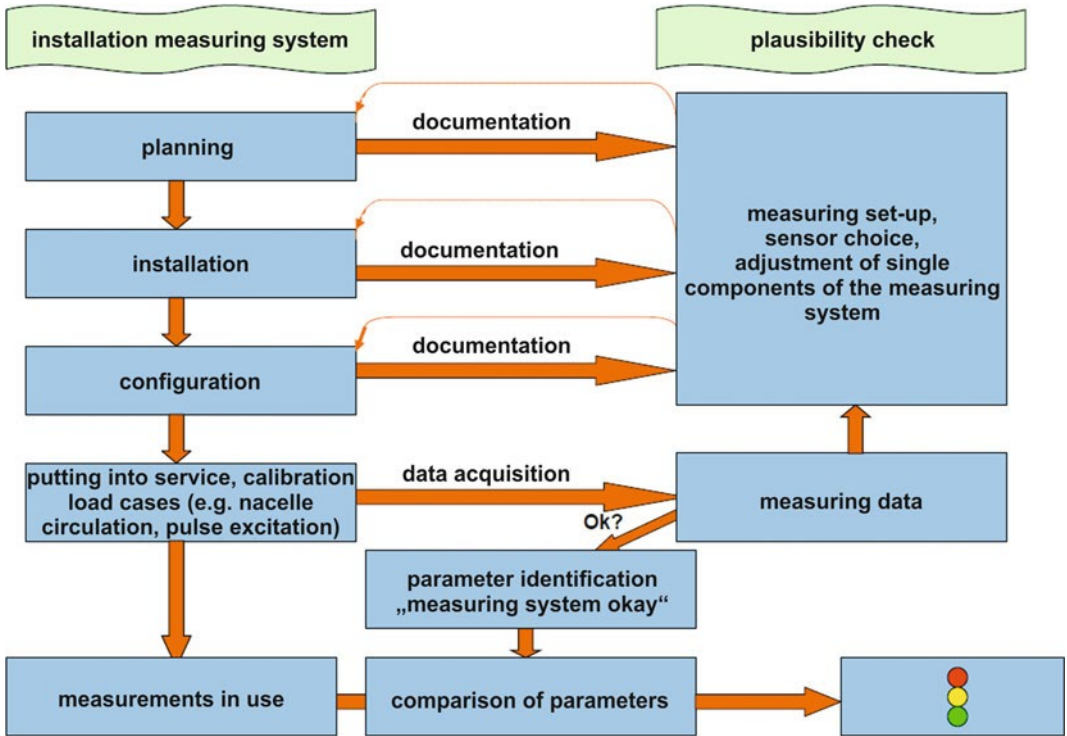 installation measuring system
plausibility check
planning
documentation
measuring set-up,
sensor choice,
adjustment of single
components of the measuring
system
installation
documentation
configuration
documentation
putting into service, calibration
load cases (e.g. nacelle
circulation, pulse excitation)
data acquisition
measuring data
Ok?
parameter identification
„measuring system okay“
measurements in use
comparison of parameters